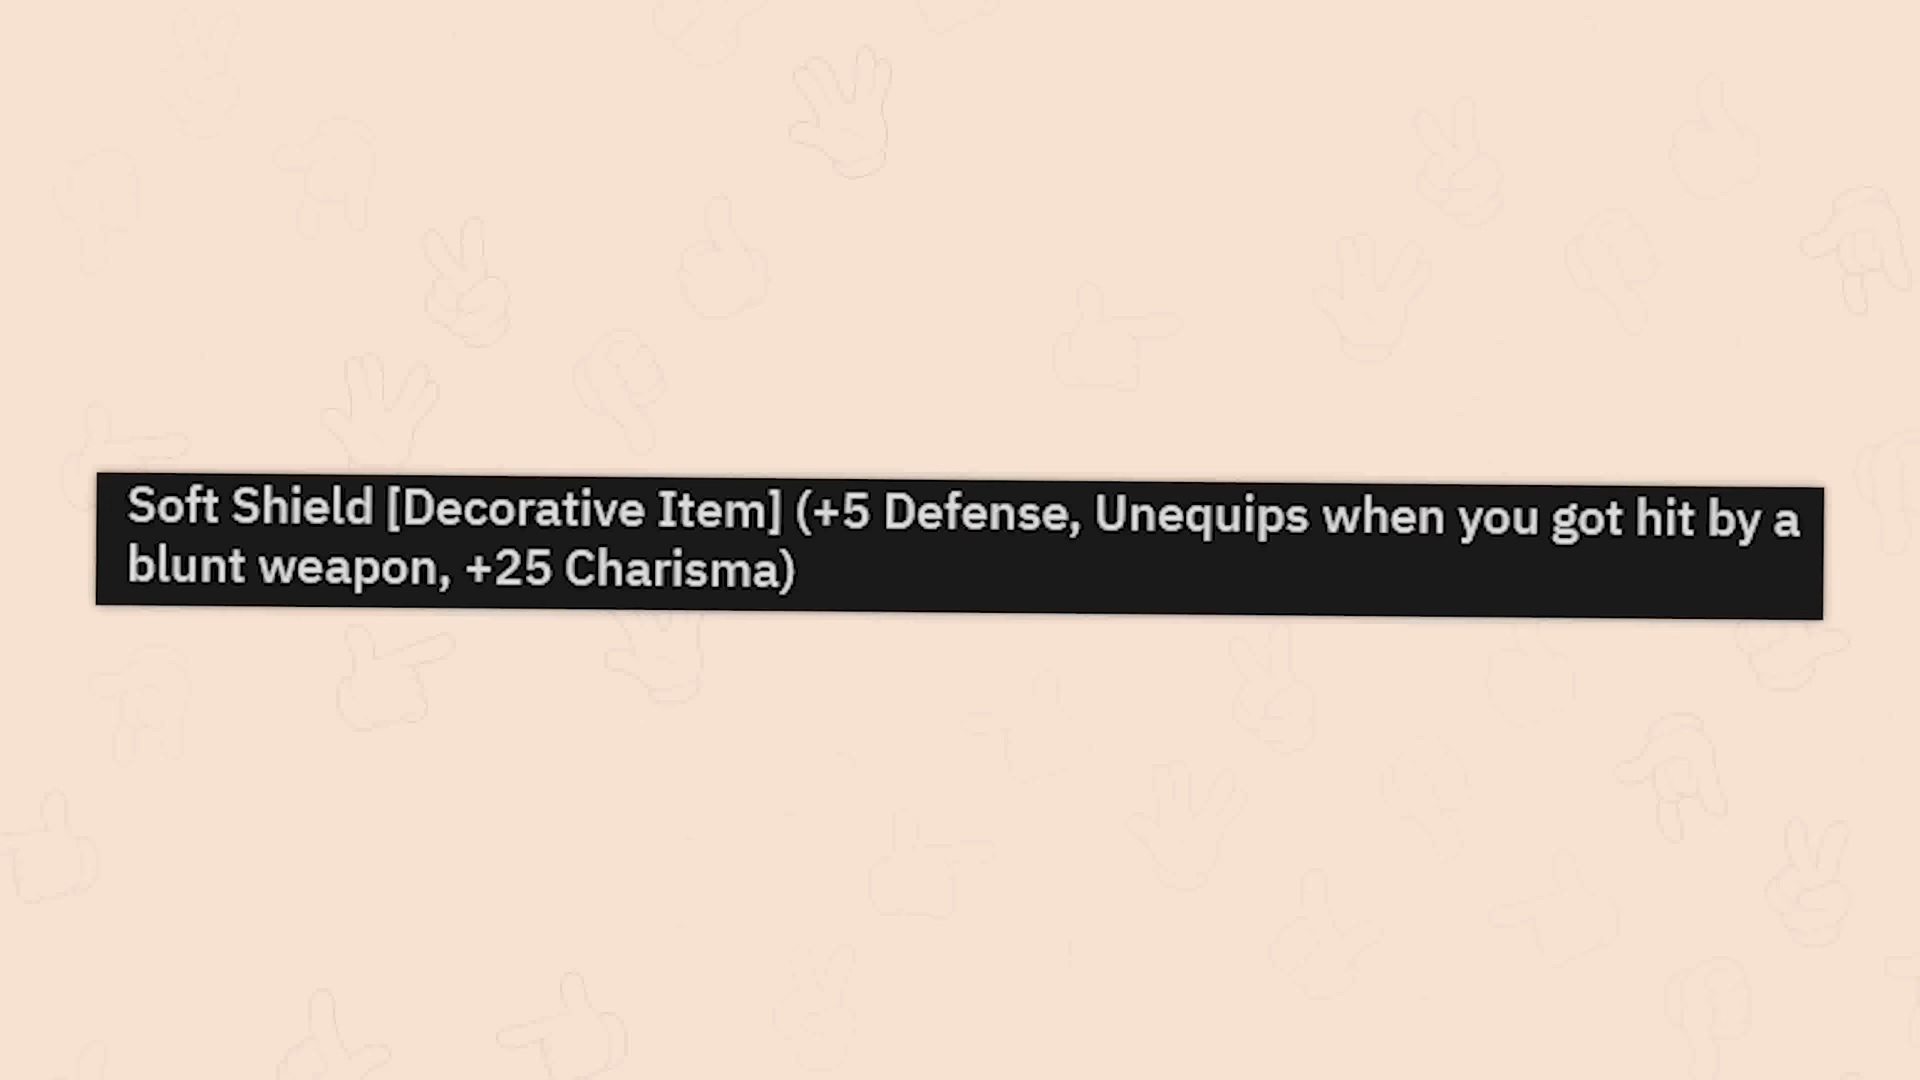 Soft Shield [Decorative Item] (+5 Defense, Unequips when you got hit by a
blunt weapon, +25 Charisma)